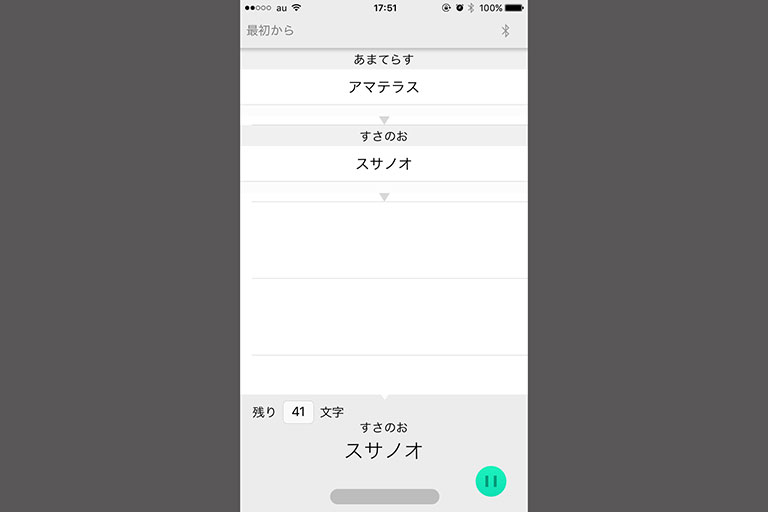 au 17:51 100%
最初から
あまてらす
アマテラス
すさのお
スサノオ
残り 41 文字
すさのお
スサノオ